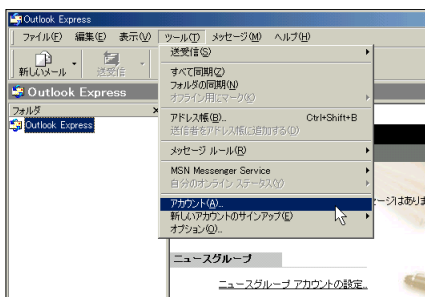 Outlook Express
ファイル(F) 編集(E) 表示(V) ツール(T) メッセージ(M) ヘルプ(H)
新しいメール 送受信
Outlook Express
フォルダ ×
Outlook Express
送受信(S)
すべて同期(Z)
フォルダの同期(N)
オフライン用にマーク(K)
アドレス帳(B)... Ctrl+Shift+B
送信者をアドレス帳に追加する(D)
メッセージ ルール(R)
MSN Messenger Service
自分のオンライン ステータス(Y)
アカウント(A)...
新しいアカウントのサインアップ(E)
オプション(O)...
セージはありま
ニュースグループ
ニュースグループ アカウントの設定...